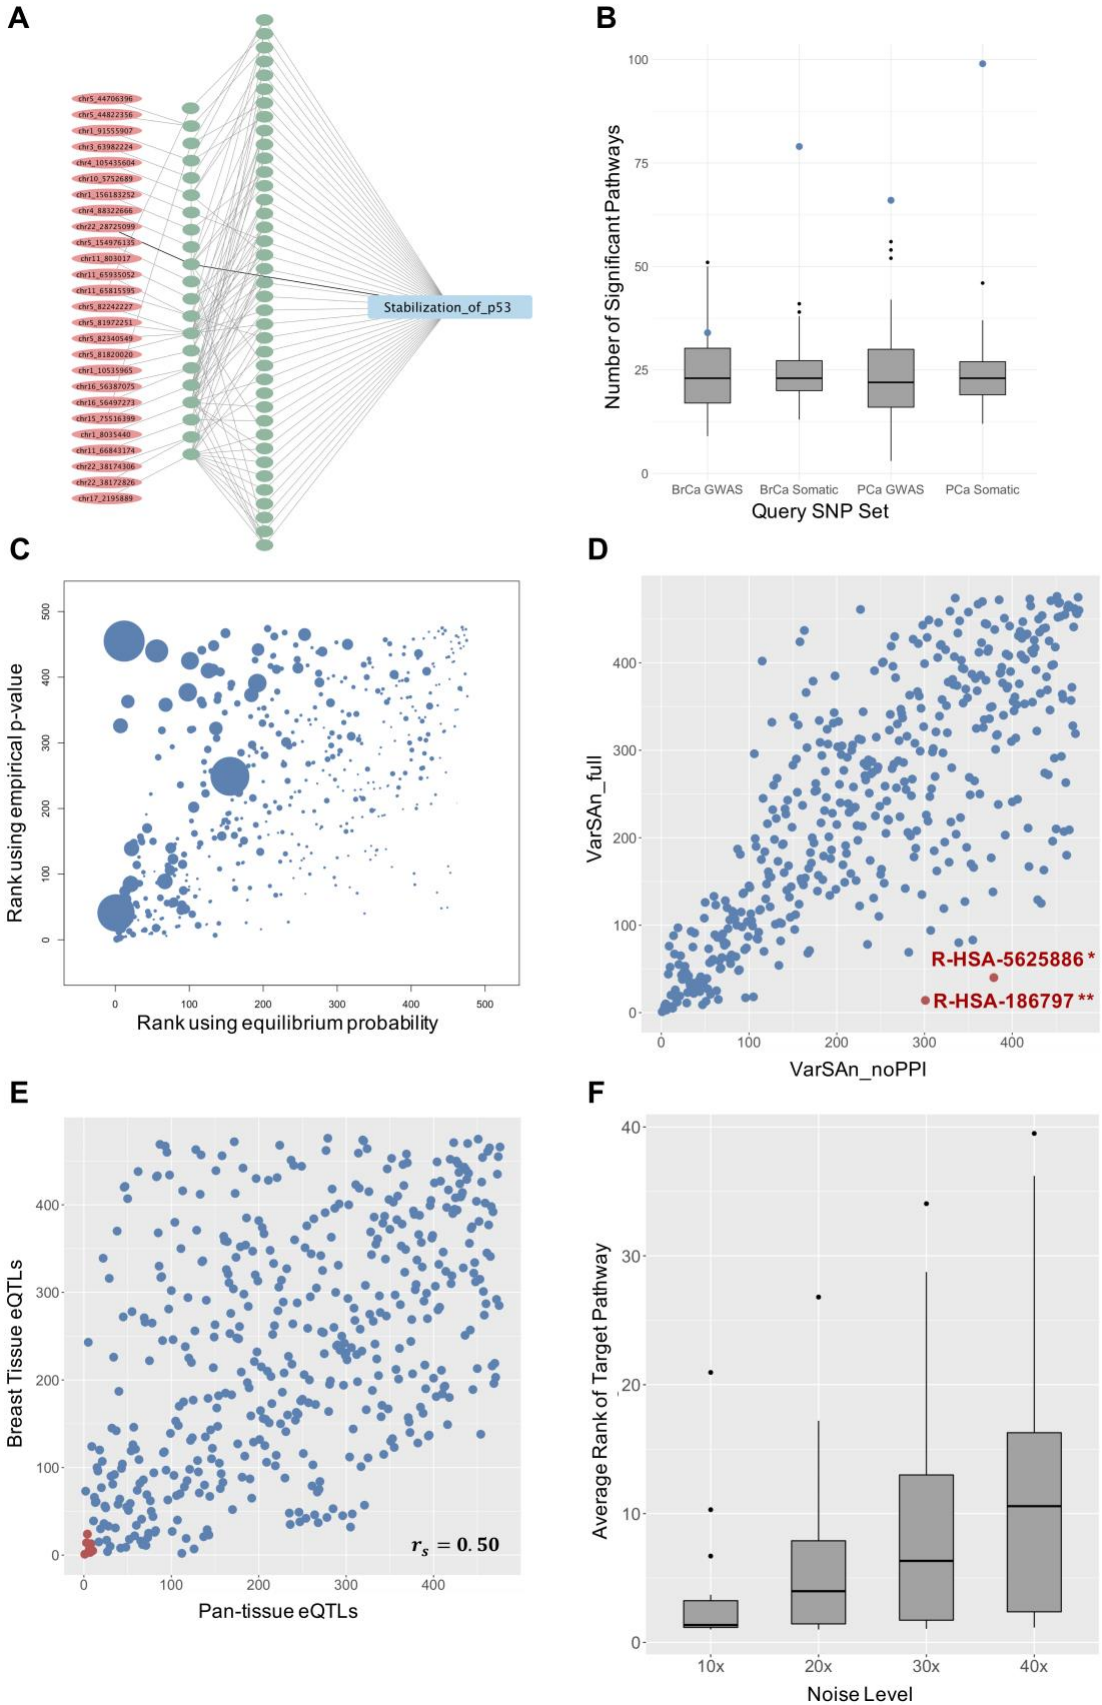 A
chr5_44706396
chr5_44822356
chr1_91555907
chr3_63982224
chr4_105435604
chr10_5752689
chr1_156183252
chr4_88322666
chr22_28725099
chr5_154976135
chr11_803017
chr11_65935052
chr11_65815595
chr5_82242227
chr5_81972251
chr5_82340549
chr5_81820020
chr1_10535965
chr16_56387075
chr16_56497273
chr15_75516399
chr1_8035440
chr11_66843174
chr22_38174306
chr22_38172826
chr17_2195889
Stabilization_of_p53
B
Number of Significant Pathways
100
75
50
25
0
BrCa GWAS BrCa Somatic PCa GWAS PCa Somatic
Query SNP Set
C
Rank using empirical p-value
500
400
300
200
100
0
0 100 200 300 400 500
Rank using equilibrium probability
D
VarSAn_full
400
300
200
100
0
R-HSA-5625886 *
R-HSA-186797 **
0 100 200 300 400
VarSAn_noPPI
E
Breast Tissue eQTLs
400
300
200
100
0
r_s = 0.50
0 100 200 300 400
Pan-tissue eQTLs
F
Average Rank of Target Pathway
40
30
20
10
0
10x 20x 30x 40x
Noise Level